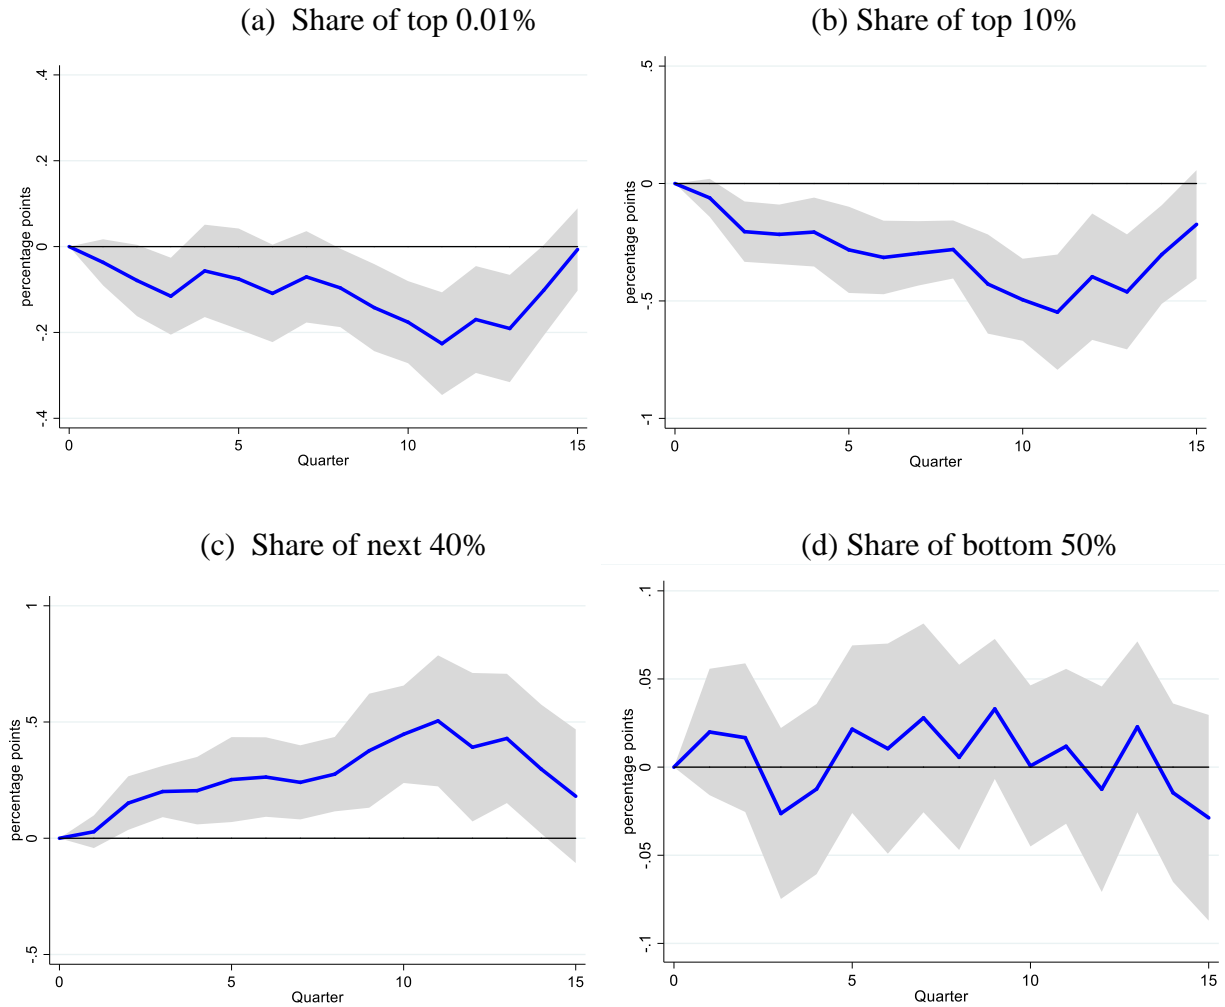 (a) Share of top 0.01%
(b) Share of top 10%
.4
.2
0
-.2
-.4
percentage points
0
5
10
15
Quarter
.5
0
-.5
-1
percentage points
0
5
10
15
Quarter
(c) Share of next 40%
(d) Share of bottom 50%
1
.5
0
-.5
percentage points
0
5
10
15
Quarter
.1
.05
0
-.05
-.1
percentage points
0
5
10
15
Quarter